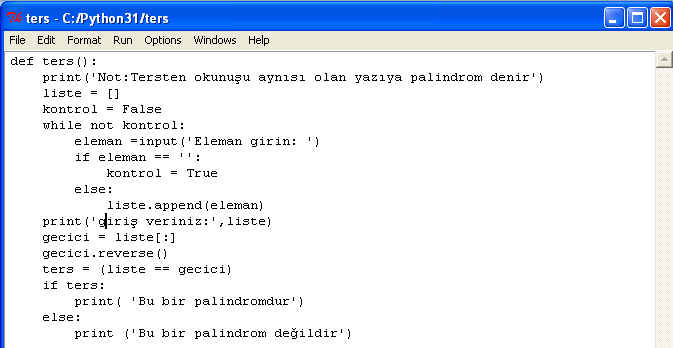 ters - C:/Python31/ters
File Edit Format Run Options Windows Help
def ters():
    print('Not:Tersten okunuşu aynısı olan yazıya palindrom denir')
    liste = []
    kontrol = False
    while not kontrol:
        eleman =input('Eleman girin: ')
        if eleman == '':
            kontrol = True
        else:
            liste.append(eleman)
    print('giriş veriniz:',liste)
    gecici = liste[:]
    gecici.reverse()
    ters = (liste == gecici)
    if ters:
        print( 'Bu bir palindromdur')
    else:
        print ('Bu bir palindrom değildir')